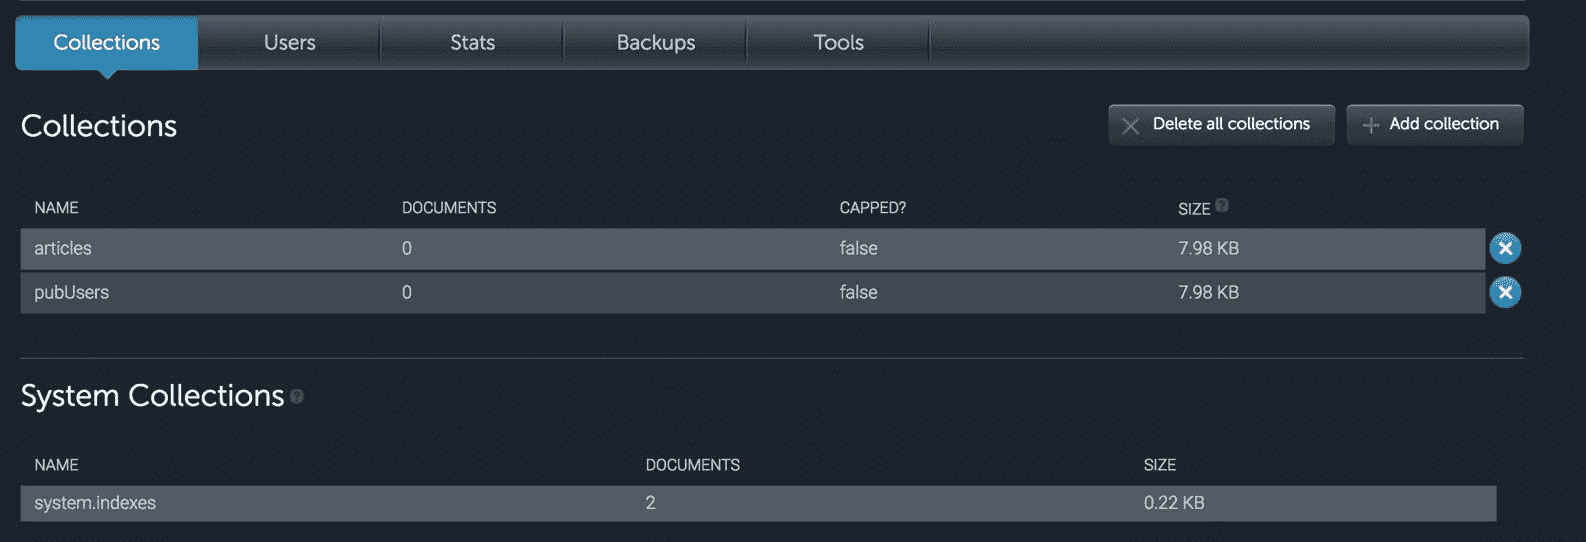 Collections Users Stats Backups Tools
Collections
Delete all collections Add collection
NAME DOCUMENTS CAPPED? SIZE ?
articles 0 false 7.98 KB
pubUsers 0 false 7.98 KB
System Collections ?
NAME DOCUMENTS SIZE
system.indexes 2 0.22 KB